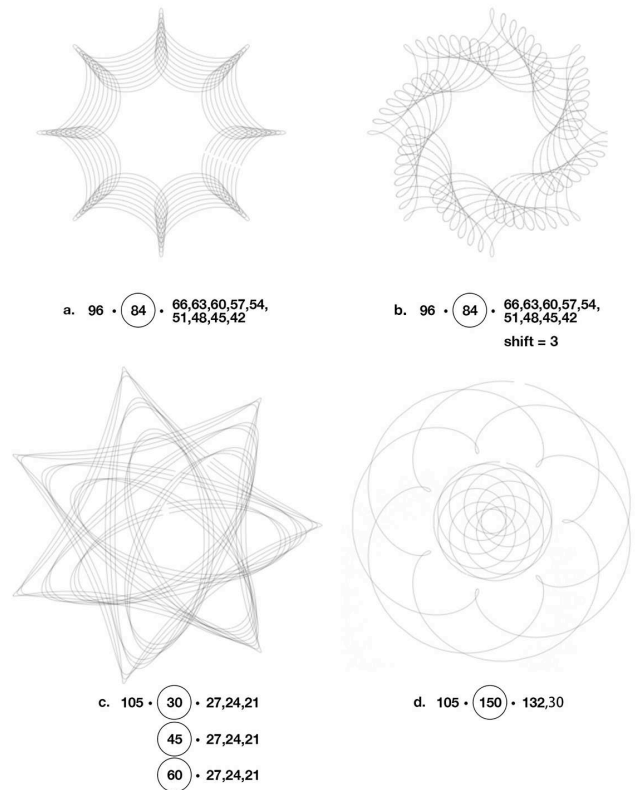 a. 96 • 84 • 66,63,60,57,54,
51,48,45,42
b. 96 • 84 • 66,63,60,57,54,
51,48,45,42
shift = 3
c. 105 • 30 • 27,24,21
45 • 27,24,21
60 • 27,24,21
d. 105 • 150 • 132,30